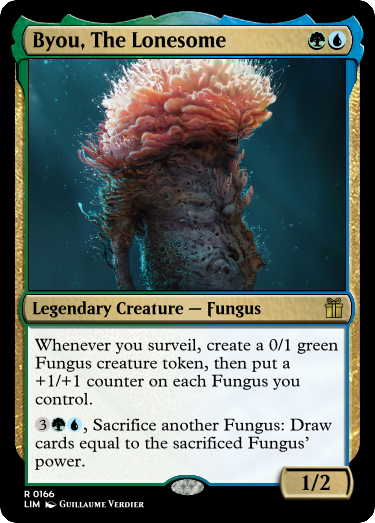 Byou, The Lonesome
Legendary Creature — Fungus
Whenever you surveil, create a 0/1 green
Fungus creature token, then put a
+1/+1 counter on each Fungus you
control.
3, Sacrifice another Fungus: Draw
cards equal to the sacrificed Fungus’
power.
1/2
R 0166
LIM Guillaume Verdier